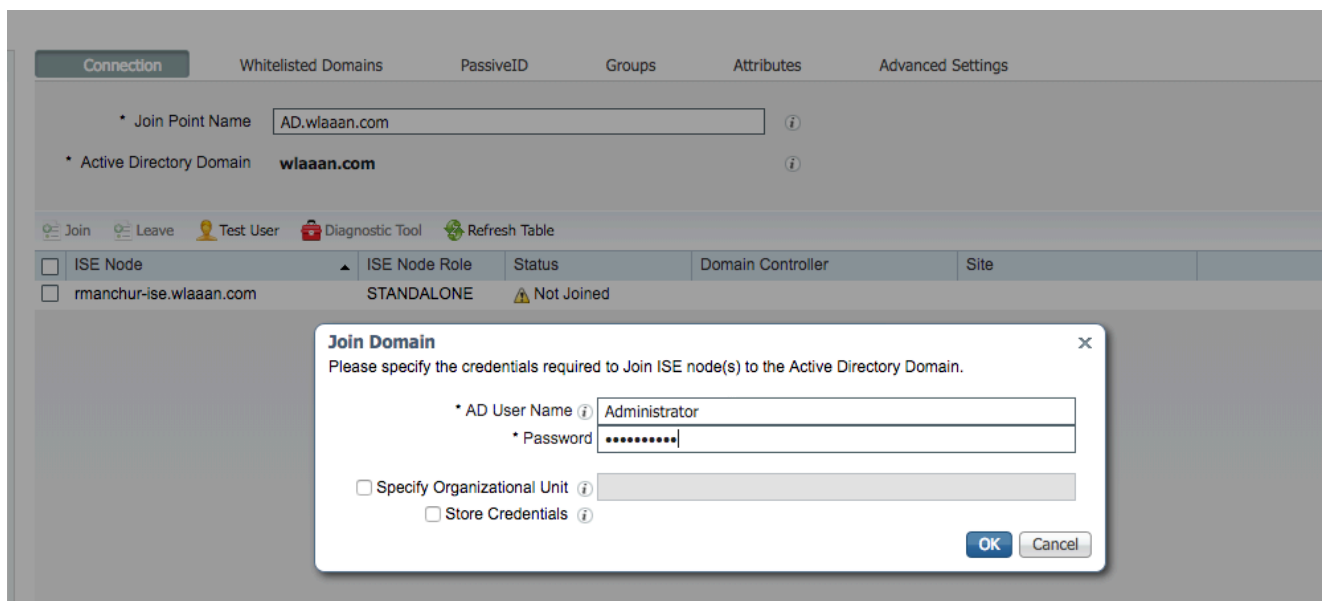 Connection Whitelisted Domains PassiveID Groups Attributes Advanced Settings
* Join Point Name AD.wlaaan.com
* Active Directory Domain wlaaan.com
Join Leave Test User Diagnostic Tool Refresh Table
ISE Node ISE Node Role Status Domain Controller Site
rmanchur-ise.wlaaan.com STANDALONE Not Joined
Join Domain
Please specify the credentials required to Join ISE node(s) to the Active Directory Domain.
* AD User Name Administrator
* Password ••••••••••
Specify Organizational Unit
Store Credentials
OK Cancel